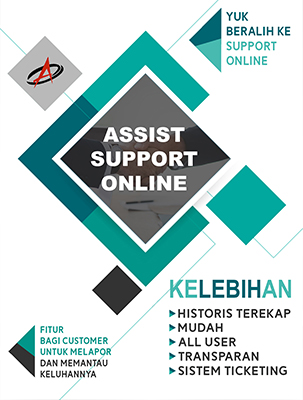 YUK
BERALIH KE
SUPPORT
ONLINE
ASSIST
SUPPORT
ONLINE
KELEBIHAN
HISTORIS TEREKAP
MUDAH
ALL USER
TRANSPARAN
SISTEM TICKETING
FITUR
BAGI CUSTOMER
UNTUK MELAPOR
DAN MEMANTAU
KELUHANNYA